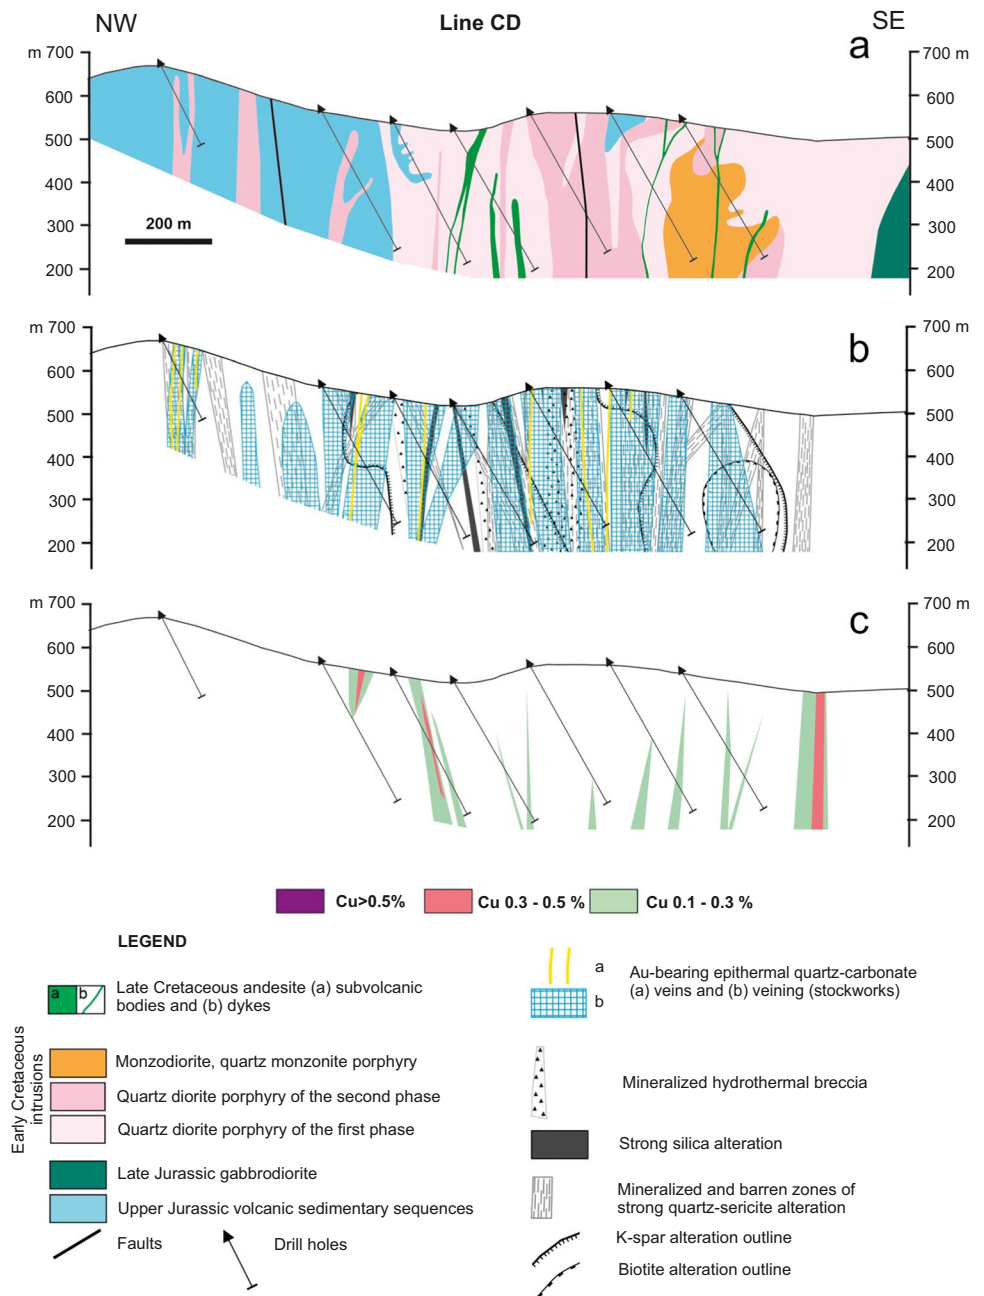 NW
Line CD
SE
a
m 700
600
500
400
300
200
200 m
700 m
600
500
400
300
200
b
m 700
600
500
400
300
200
700 m
600
500
400
300
200
c
m 700
600
500
400
300
200
700 m
600
500
400
300
200
Cu>0.5%
Cu 0.3 - 0.5 %
Cu 0.1 - 0.3 %
LEGEND
a
b
Late Cretaceous andesite (a) subvolcanic
bodies and (b) dykes
Early Cretaceous
intrusions
Monzodiorite, quartz monzonite porphyry
Quartz diorite porphyry of the second phase
Quartz diorite porphyry of the first phase
Late Jurassic gabbrodiorite
Upper Jurassic volcanic sedimentary sequences
Faults
Drill holes
a
b
Au-bearing epithermal quartz-carbonate
(a) veins and (b) veining (stockworks)
Mineralized hydrothermal breccia
Strong silica alteration
Mineralized and barren zones of
strong quartz-sericite alteration
K-spar alteration outline
Biotite alteration outline